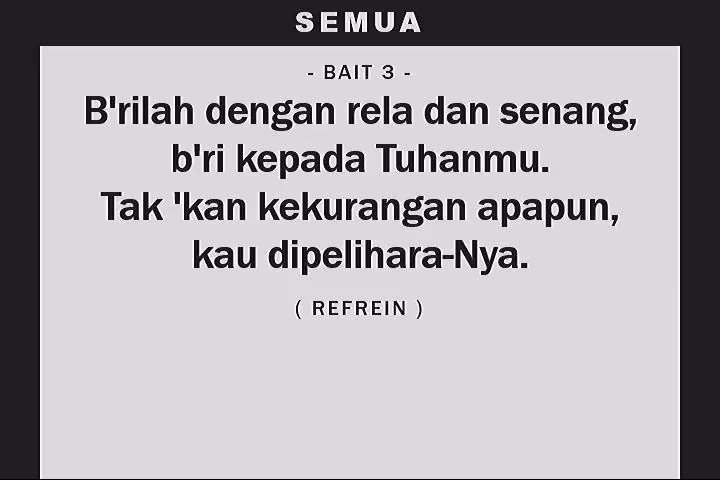 SEMUA
- BAIT 3 -
B'rilah dengan rela dan senang,
b'ri kepada Tuhanmu.
Tak 'kan kekurangan apapun,
kau dipelihara-Nya.
( REFREIN )